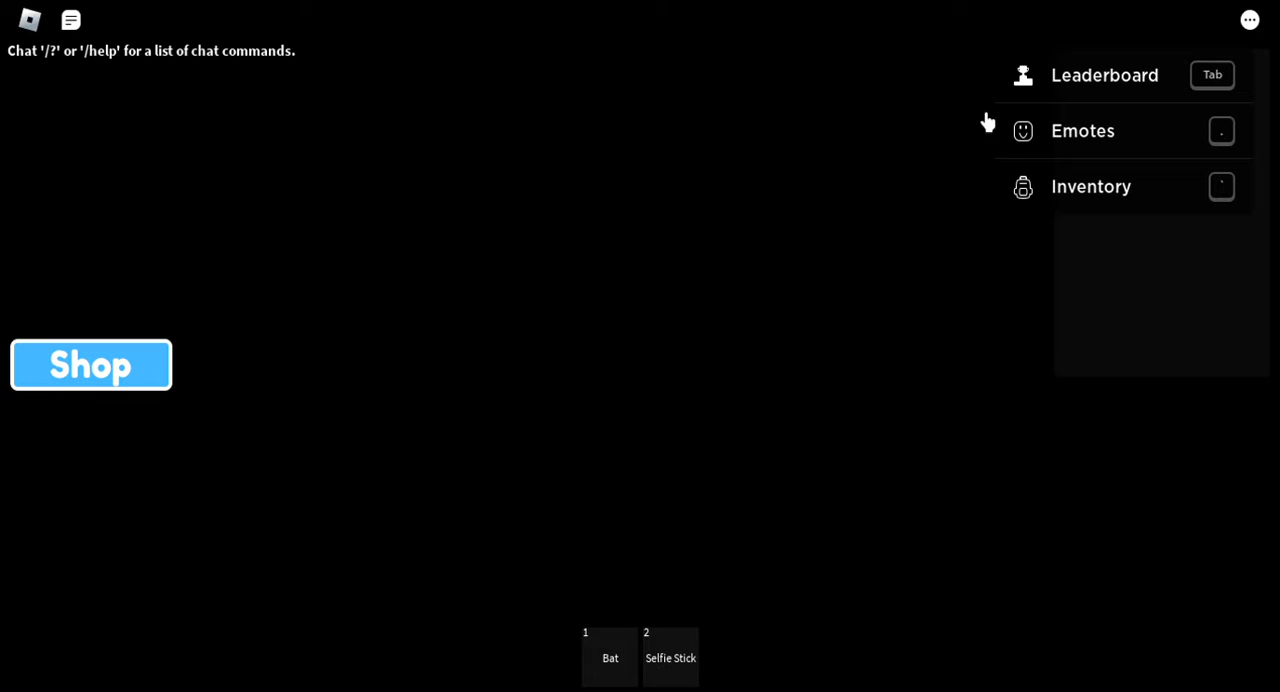 Chat '/?' or '/help' for a list of chat commands.
Leaderboard Tab
Emotes .
Inventory `
Shop
1 2
Bat Selfie Stick